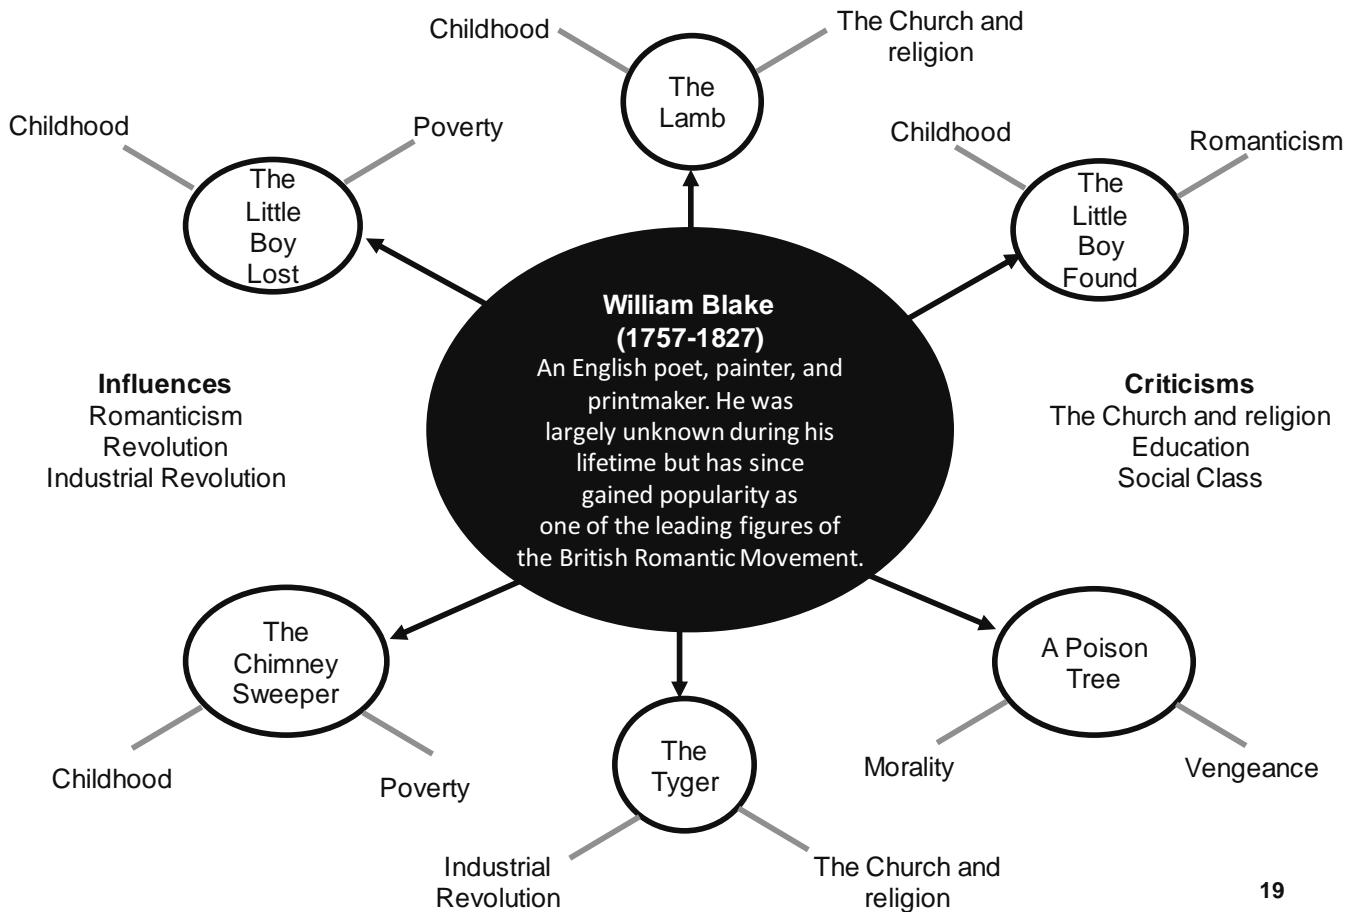 Childhood
The Church and
religion
The
Lamb
Childhood
Poverty
The
Little
Boy
Lost
Childhood
Romanticism
The
Little
Boy
Found
William Blake
(1757-1827)
An English poet, painter, and
printmaker. He was
largely unknown during his
lifetime but has since
gained popularity as
one of the leading figures of
the British Romantic Movement.
Influences
Romanticism
Revolution
Industrial Revolution
Criticisms
The Church and religion
Education
Social Class
The
Chimney
Sweeper
Childhood
Poverty
The
Tyger
Industrial
Revolution
The Church and
religion
A Poison
Tree
Morality
Vengeance
19